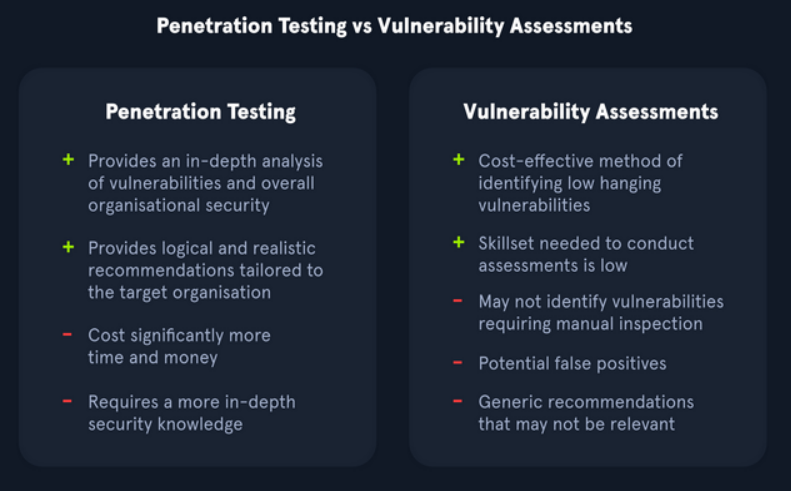 Penetration Testing vs Vulnerability Assessments
Penetration Testing
+ Provides an in-depth analysis
of vulnerabilities and overall
organisational security
+ Provides logical and realistic
recommendations tailored to
the target organisation
- Cost significantly more
time and money
- Requires a more in-depth
security knowledge
Vulnerability Assessments
+ Cost-effective method of
identifying low hanging
vulnerabilities
+ Skillset needed to conduct
assessments is low
- May not identify vulnerabilities
requiring manual inspection
- Potential false positives
- Generic recommendations
that may not be relevant